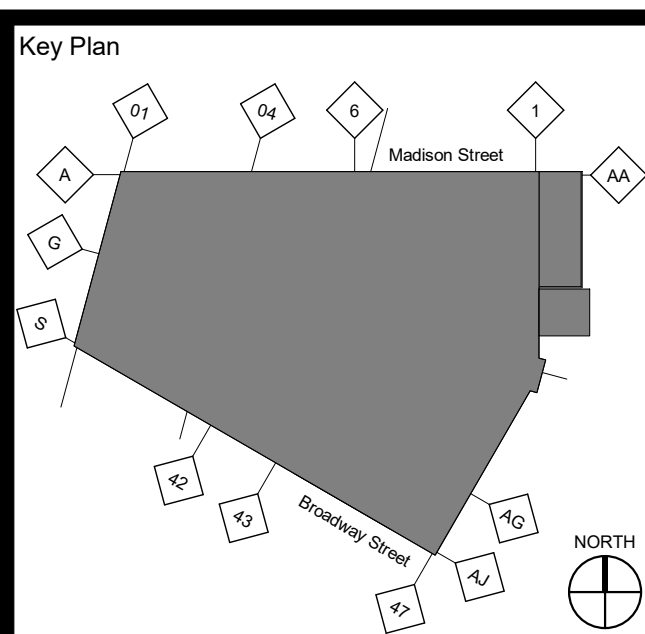 Key Plan
01
04
6
1
Madison Street
A
AA
G
S
42
43
Broadway Street
AG
AJ
47
NORTH